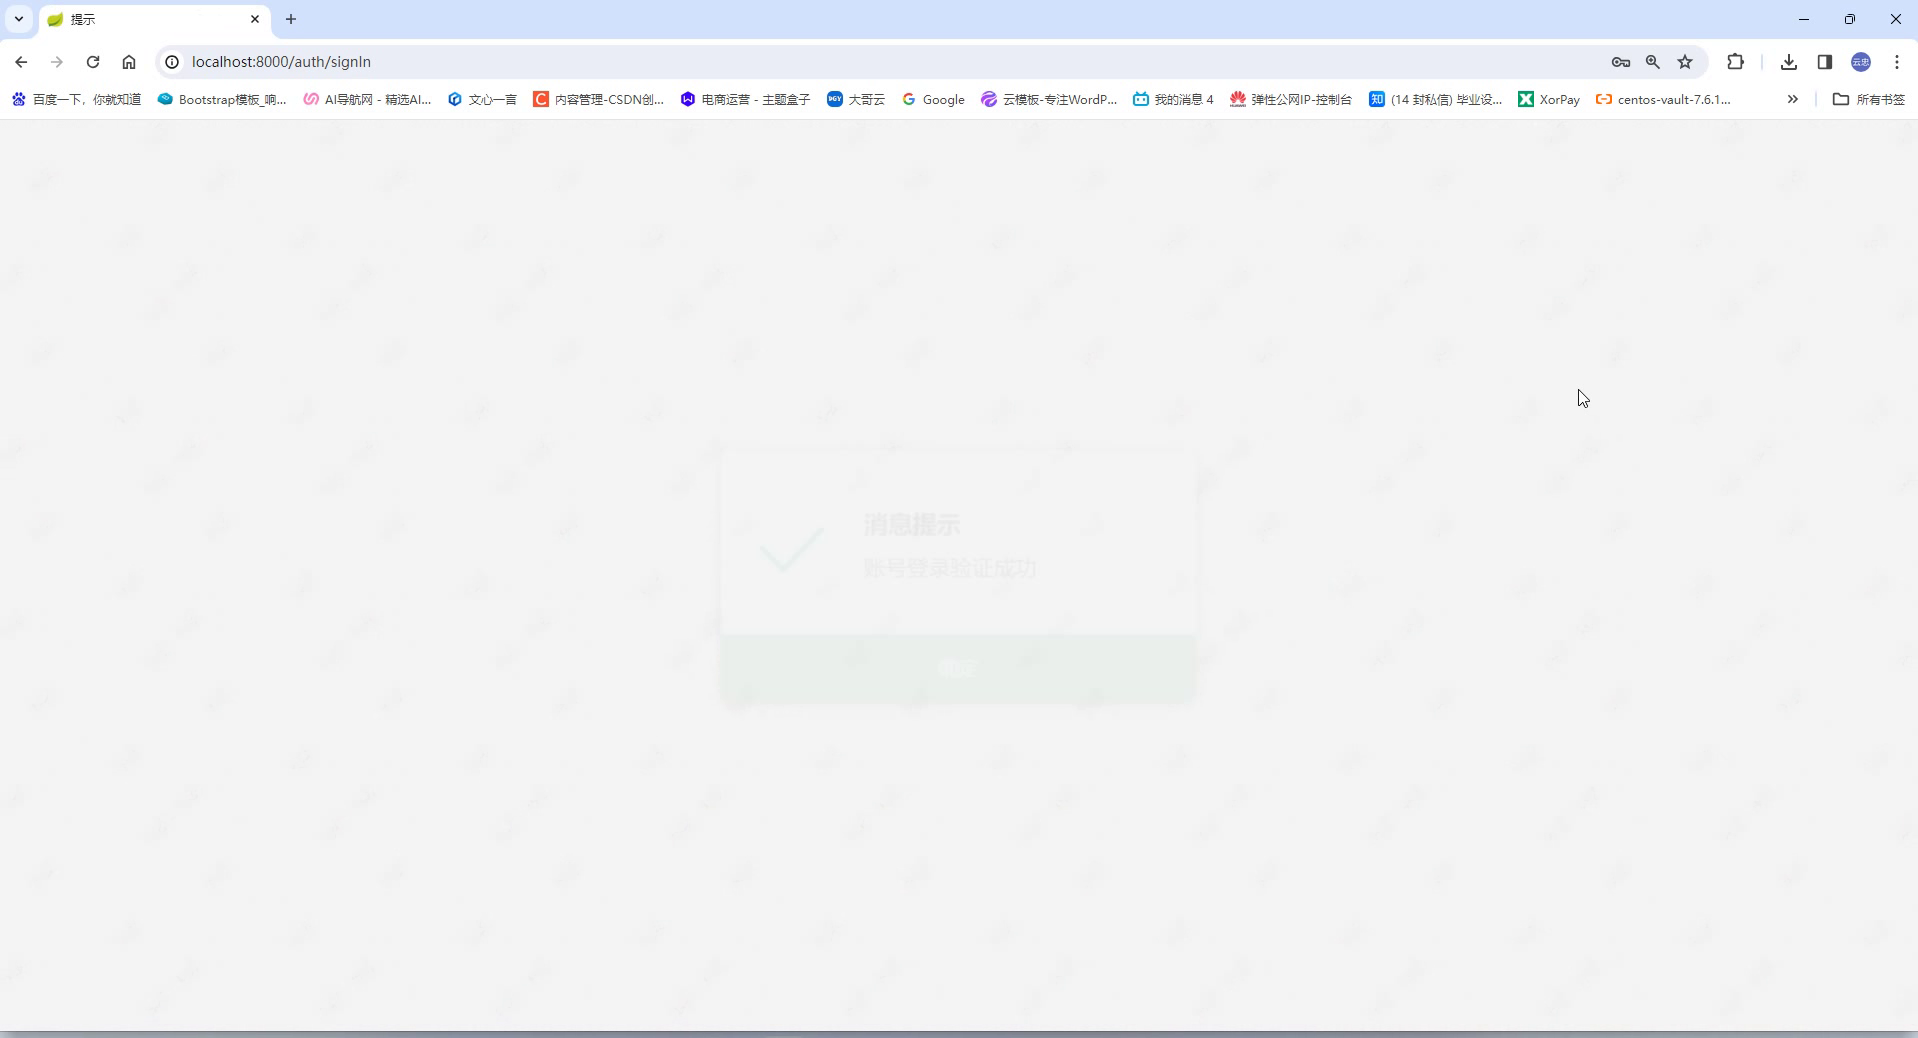 提示
localhost:8000/auth/signIn
百度一下，你就知道
Bootstrap模板_响...
AI导航网 - 精选AI...
文心一言
内容管理-CSDN创...
电商运营 - 主题盒子
大哥云
Google
云模板-专注WordP...
我的消息 4
弹性公网IP-控制台
(14 封私信) 毕业设...
XorPay
centos-vault-7.6.1...
所有书签
消息提示
账号登录验证成功